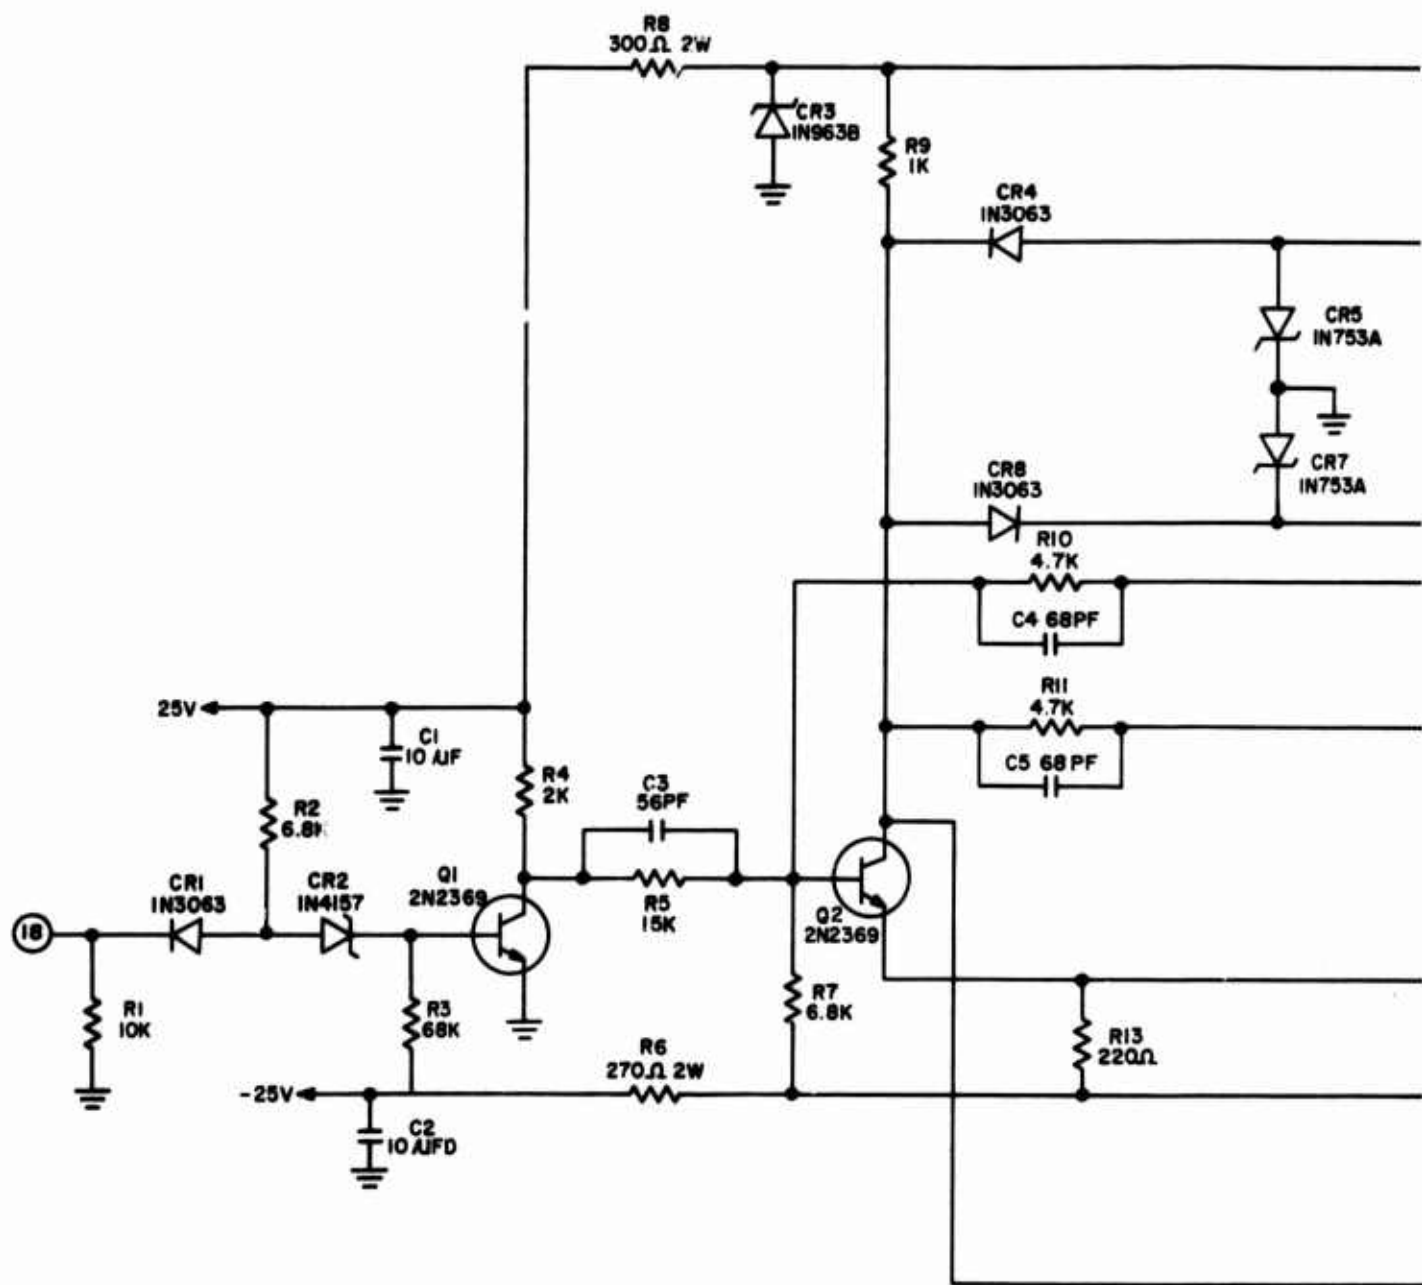 R8
300Ω 2W
CR3
1N963B
R9
1K
CR4
1N3063
CR5
1N753A
CR8
1N3063
CR7
1N753A
R10
4.7K
C4 68PF
R11
4.7K
C5 68PF
25V
C1
10 µF
R4
2K
C3
56PF
R2
6.8K
CR1
1N3063
CR2
1N4157
Q1
2N2369
R5
15K
Q2
2N2369
18
R1
10K
R3
68K
R7
6.8K
R6
270Ω 2W
R13
220Ω
-25V
C2
10 µFD